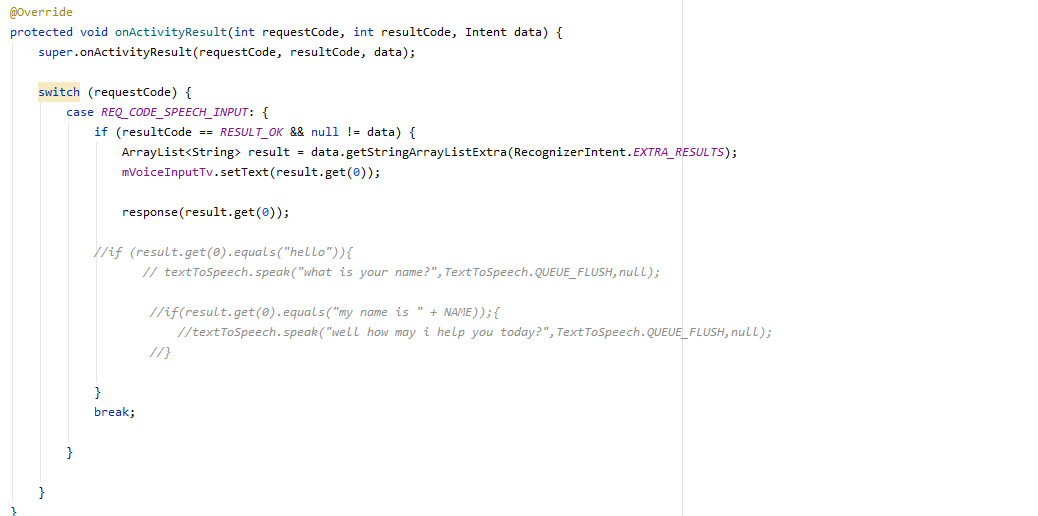 @Override
protected void onActivityResult(int requestCode, int resultCode, Intent data) {
super.onActivityResult(requestCode, resultCode, data);
switch (requestCode) {
case REQ_CODE_SPEECH_INPUT: {
if (resultCode == RESULT_OK && null != data) {
ArrayList<String> result = data.getStringArrayListExtra(RecognizerIntent.EXTRA_RESULTS);
mVoiceInputTv.setText(result.get(0));
response(result.get(0));
//if (result.get(0).equals("hello")){
// textToSpeech.speak("what is your name?",TextToSpeech.QUEUE_FLUSH,null);
//if(result.get(0).equals("my name is " + NAME));{
//textToSpeech.speak("well how may i help you today?",TextToSpeech.QUEUE_FLUSH,null);
//}
}
break;
}
}
}